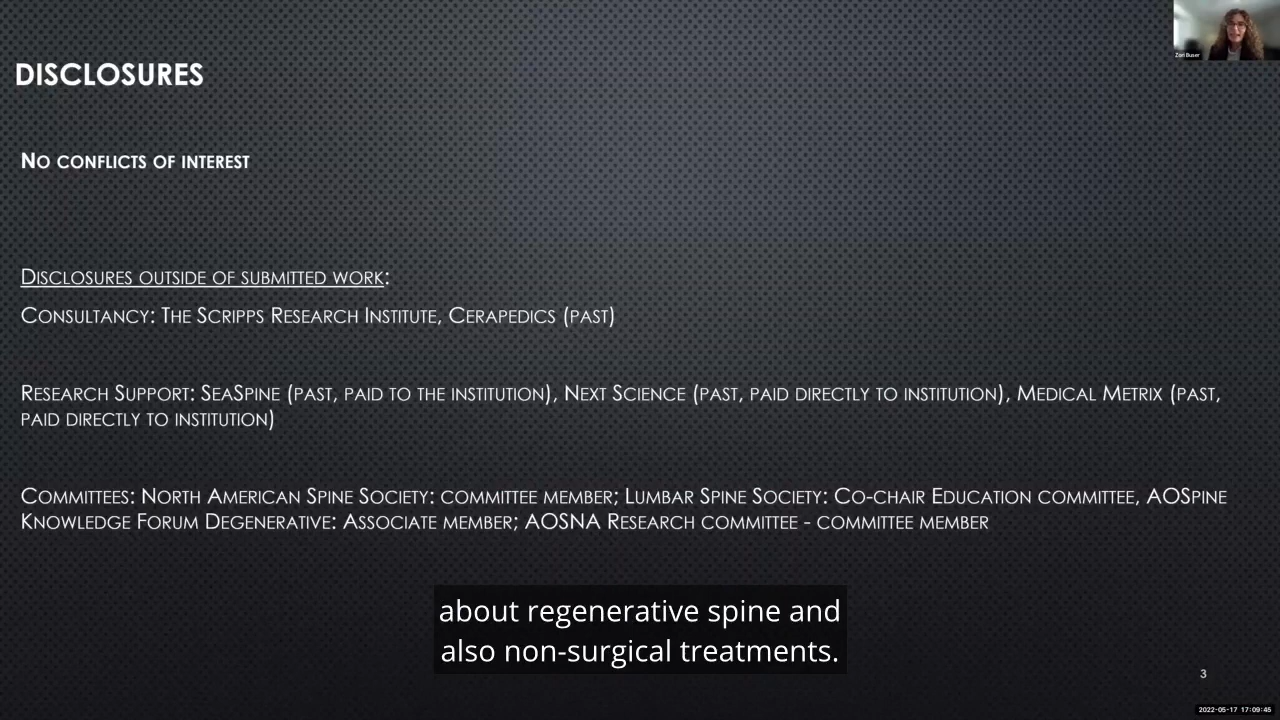 Zori Buser
DISCLOSURES
NO CONFLICTS OF INTEREST
DISCLOSURES OUTSIDE OF SUBMITTED WORK:
CONSULTANCY: THE SCRIPPS RESEARCH INSTITUTE, CERAPEDICS (PAST)
RESEARCH SUPPORT: SEASPINE (PAST, PAID TO THE INSTITUTION), NEXT SCIENCE (PAST, PAID DIRECTLY TO INSTITUTION), MEDICAL METRIX (PAST,
PAID DIRECTLY TO INSTITUTION)
COMMITTEES: NORTH AMERICAN SPINE SOCIETY: COMMITTEE MEMBER; LUMBAR SPINE SOCIETY: CO-CHAIR EDUCATION COMMITTEE, AOSPINE
KNOWLEDGE FORUM DEGENERATIVE: ASSOCIATE MEMBER; AOSNA RESEARCH COMMITTEE - COMMITTEE MEMBER
about regenerative spine and
also non-surgical treatments.
3
2022-05-17 17:09:45